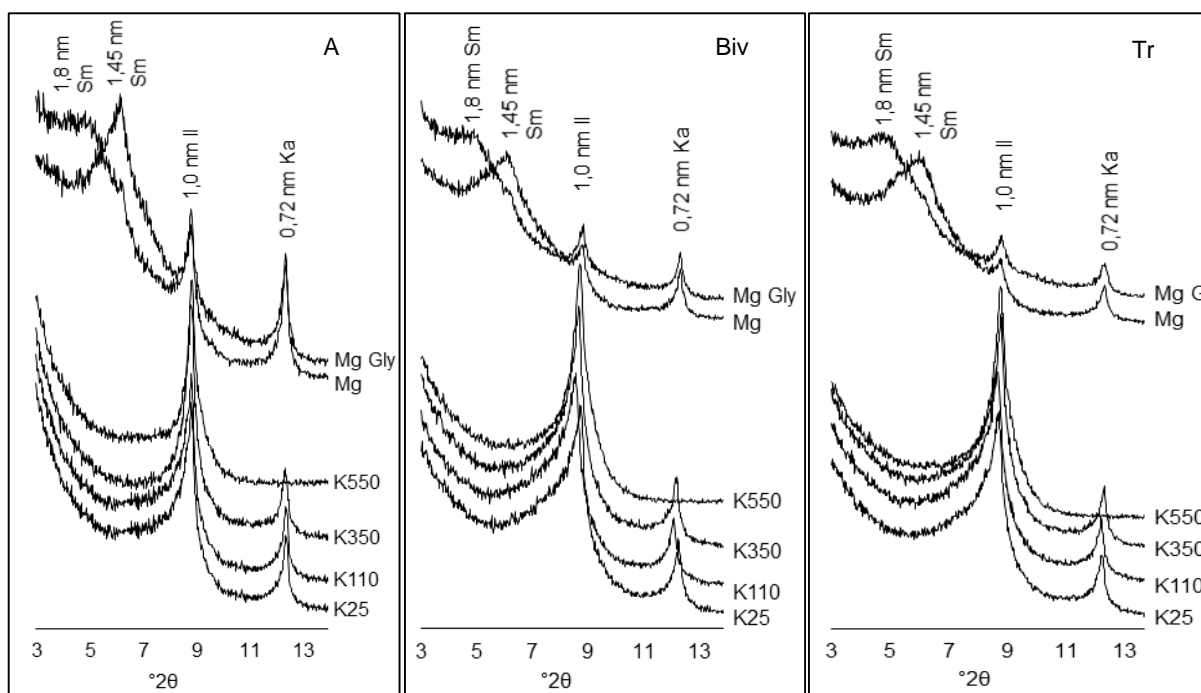 A
1,8 nm
Sm
1,45 nm
Sm
1,0 nm Il
0,72 nm Ka
Mg Gly
Mg
K550
K350
K110
K25
3 5 7 9 11 13
°2θ
Biv
1,8 nm Sm
1,45 nm
Sm
1,0 nm Il
0,72 nm Ka
Mg Gly
Mg
K550
K350
K110
K25
3 5 7 9 11 13
°2θ
Tr
1,8 nm Sm
1,45 nm
Sm
1,0 nm Il
0,72 nm Ka
Mg G
Mg
K550
K350
K110
K25
3 5 7 9 11 13
°2θ